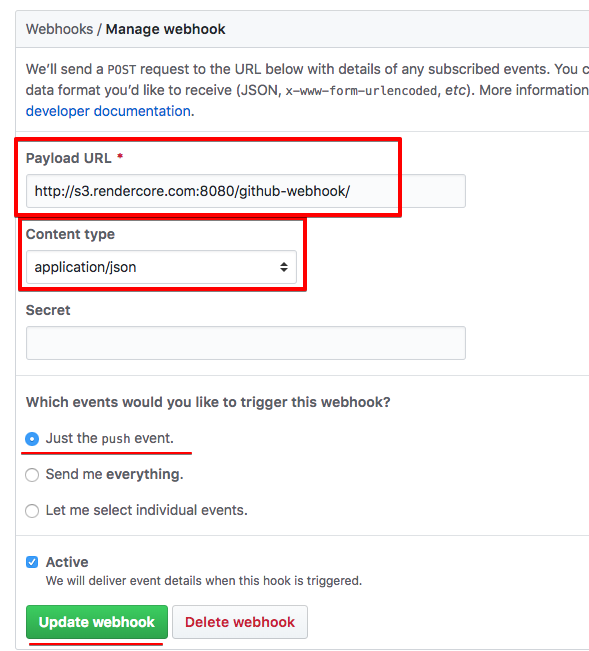 Webhooks / Manage webhook
We'll send a POST request to the URL below with details of any subscribed events. You c
data format you'd like to receive (JSON, x-www-form-urlencoded, etc). More information
developer documentation.
Payload URL *
http://s3.rendercore.com:8080/github-webhook/
Content type
application/json
Secret
Which events would you like to trigger this webhook?
Just the push event.
Send me everything.
Let me select individual events.
Active
We will deliver event details when this hook is triggered.
Update webhook Delete webhook